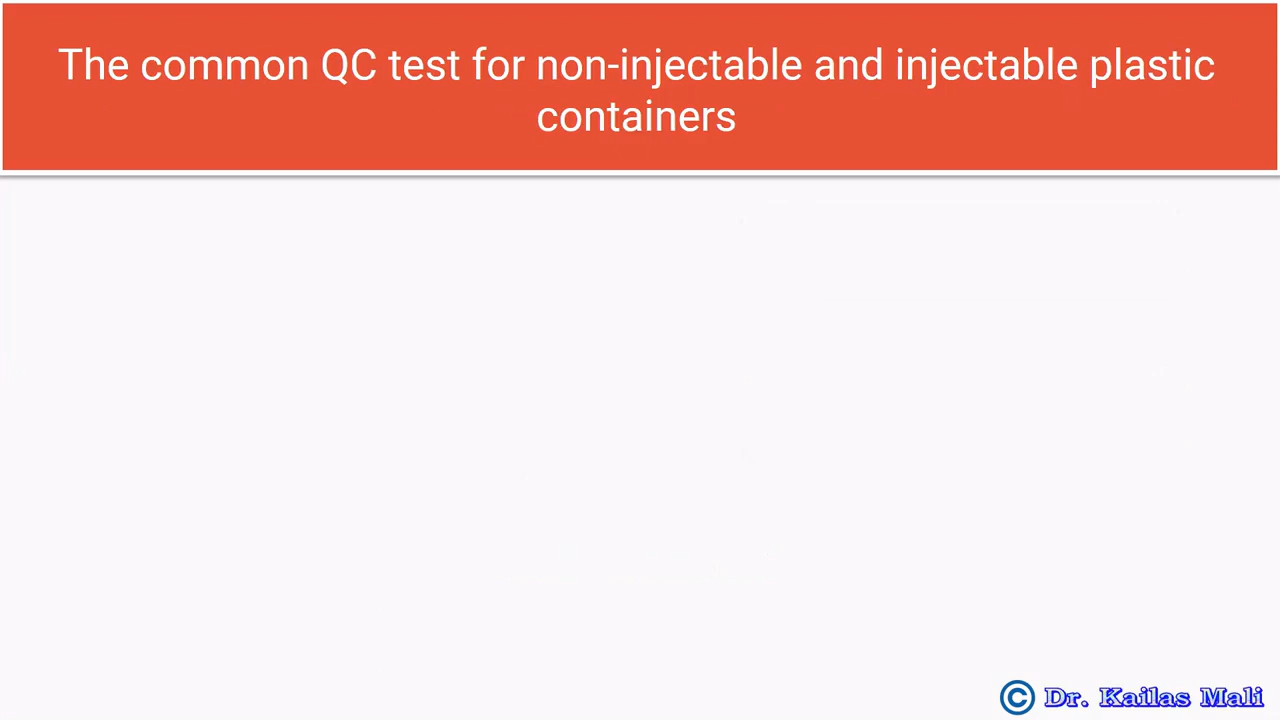 The common QC test for non-injectable and injectable plastic
containers
© Dr. Kailas Mali